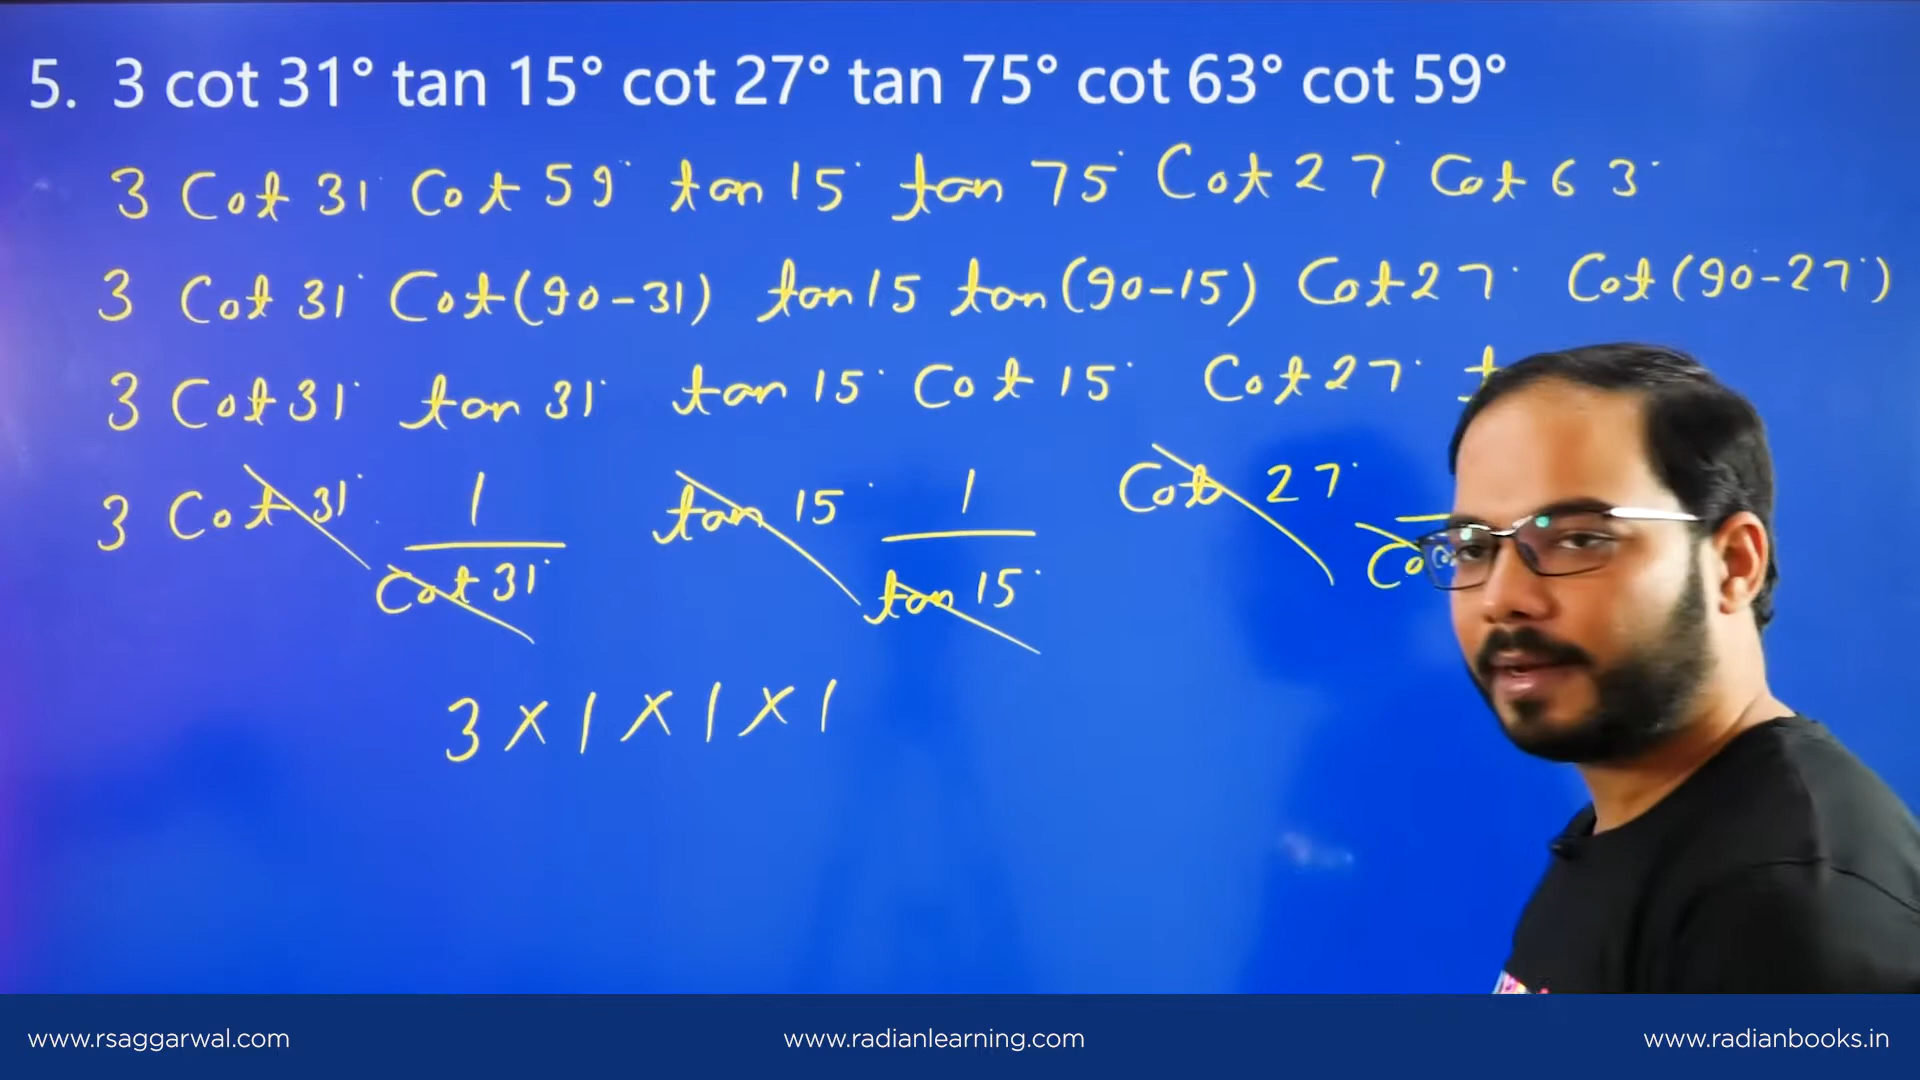 5. 3 cot 31° tan 15° cot 27° tan 75° cot 63° cot 59°
3 Cot 31 Cot 59° tan 15° tan 75° Cot 27° Cot 63°
3 Cot 31° Cot(90-31) tan 15 tan(90-15) Cot 27° Cot(90-27°)
3 Cot 31° tan 31° tan 15° Cot 15° Cot 27°
3 Cot 31° 1/Cot 31° tan 15° 1/tan 15° Cot 27°
3 × 1 × 1 × 1
www.rsaggarwal.com www.radianlearning.com www.radianbooks.in